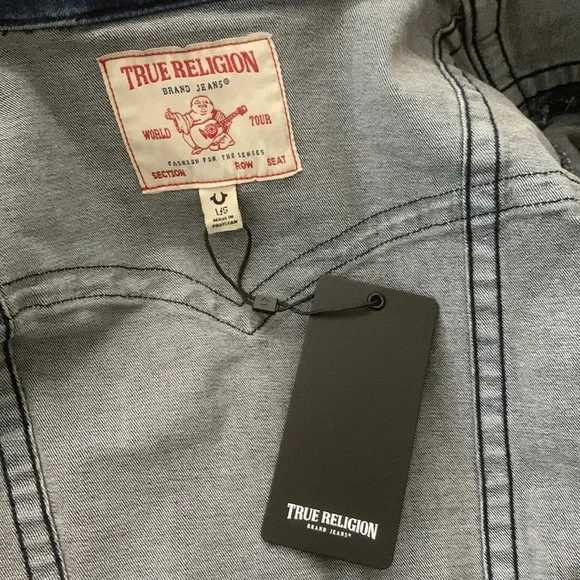 TRUE RELIGION
BRAND JEANS®
WORLD TOUR
FASHION FOR THE SENSES
SECTION ROW SEAT
L/G
MADE IN
PAKISTAN
TRUE RELIGION
BRAND JEANS